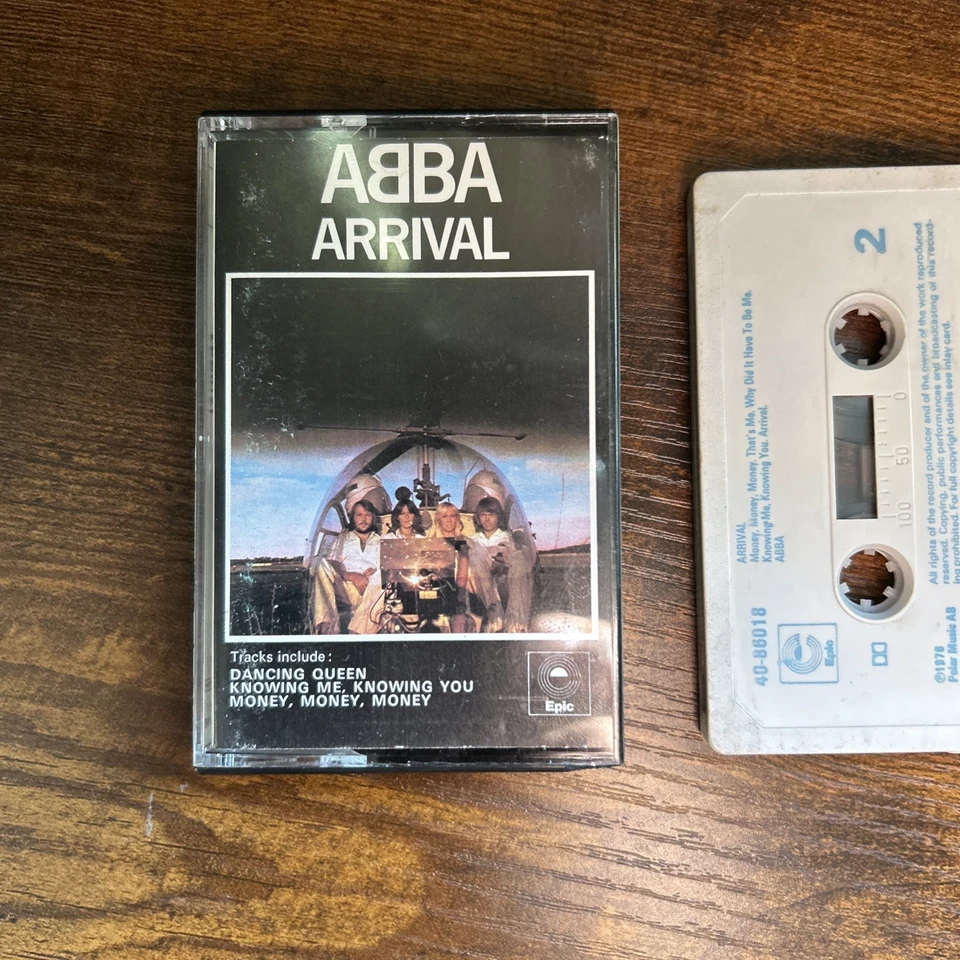 ABBA
ARRIVAL
Tracks include:
DANCING QUEEN
KNOWING ME, KNOWING YOU
MONEY, MONEY, MONEY
Epic
2
ARRIVAL
Money, Money, Money. That's Me. Why Did It Have To Be Me.
Knowing Me, Knowing You. Arrival.
ABBA
0
50
100
All rights of the record producer and of the owner of the work reproduced
reserved. Copying, public performances and broadcasting of this record-
ing prohibited. For full copyright details see inlay card.
40-86018
Epic
℗1976
Polar Music AB